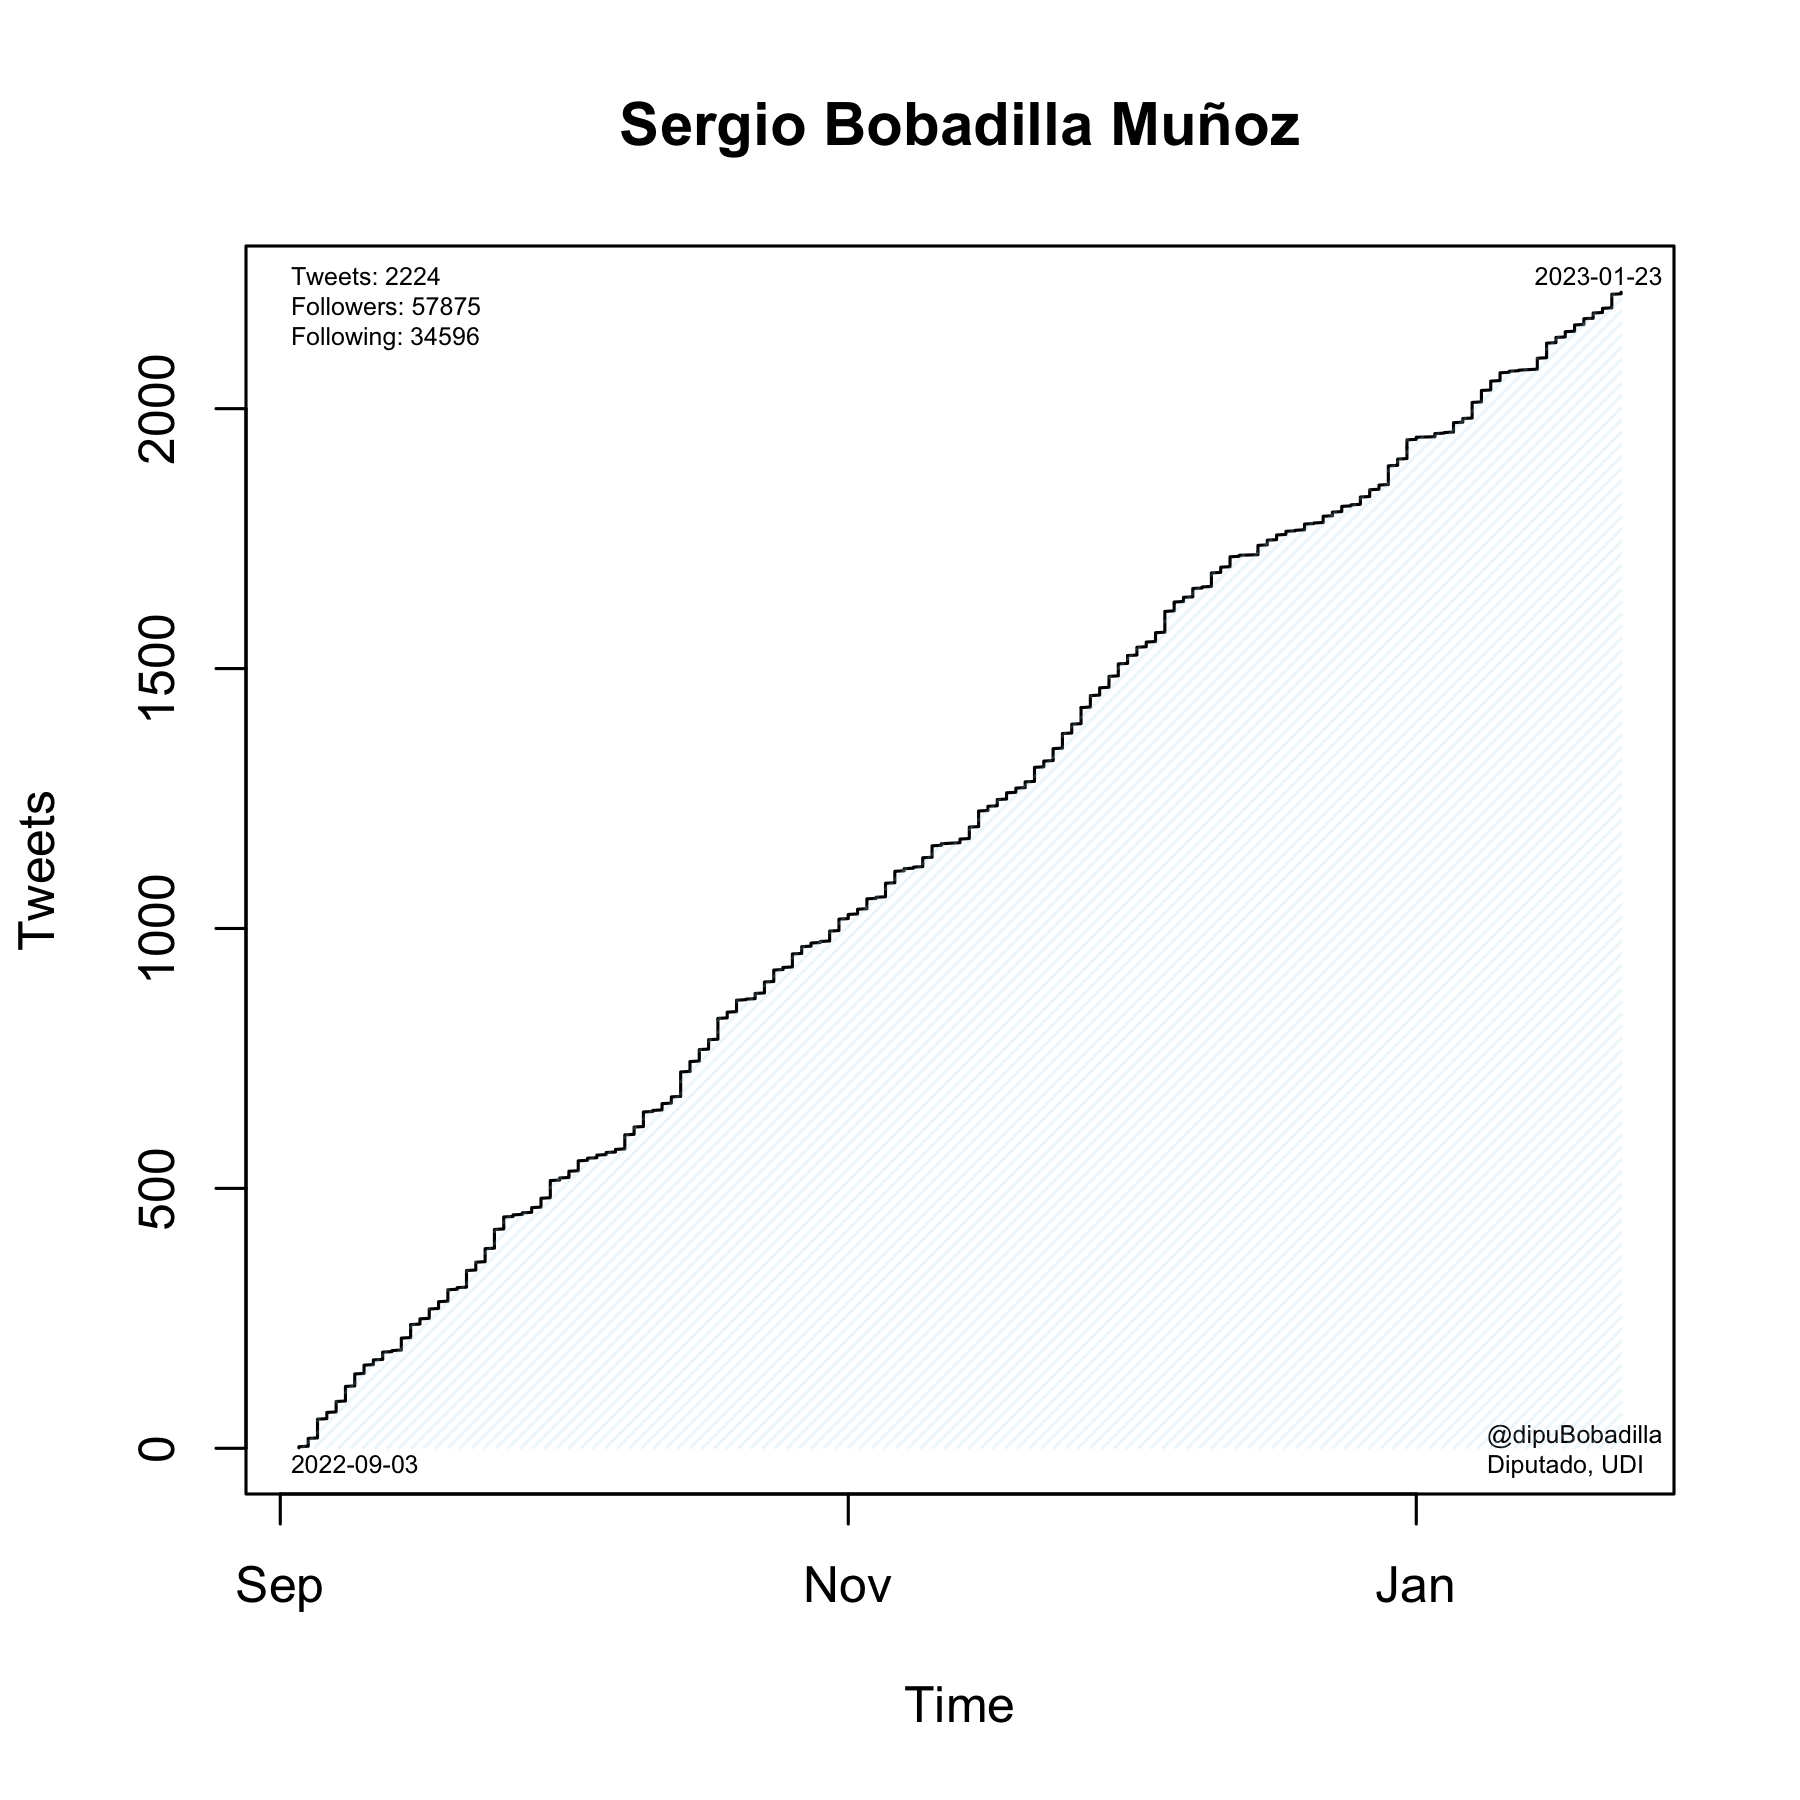 Sergio Bobadilla Muñoz
Tweets: 2224
Followers: 57875
Following: 34596
2023-01-23
2000
1500
1000
500
0
Tweets
@dipuBobadilla
Diputado, UDI
2022-09-03
Sep
Nov
Jan
Time